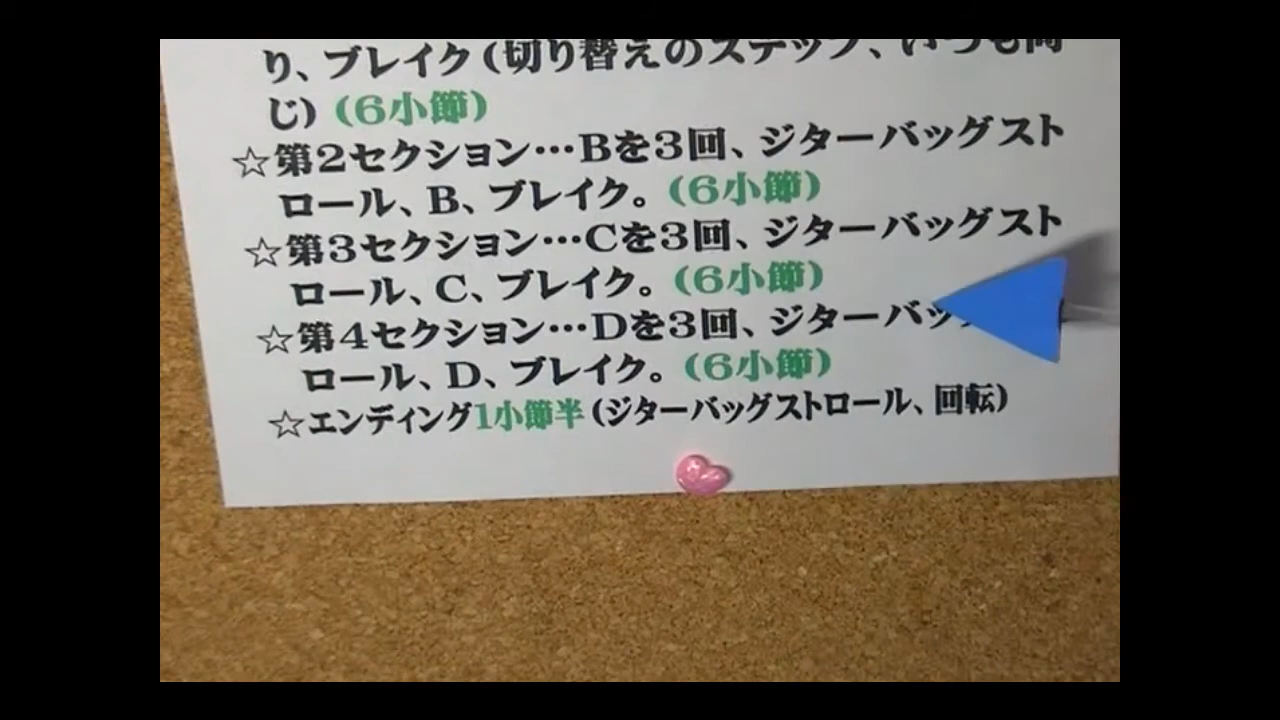 り、ブレイク(切り替えのステップ、いつも同
じ)(6小節)
☆第2セクション…Bを3回、ジターバッグスト
ロール、B、ブレイク。(6小節)
☆第3セクション…Cを3回、ジターバッグスト
ロール、C、ブレイク。(6小節)
☆第4セクション…Dを3回、ジターバッ
ロール、D、ブレイク。(6小節)
☆エンディング1小節半(ジターバッグストロール、回転)